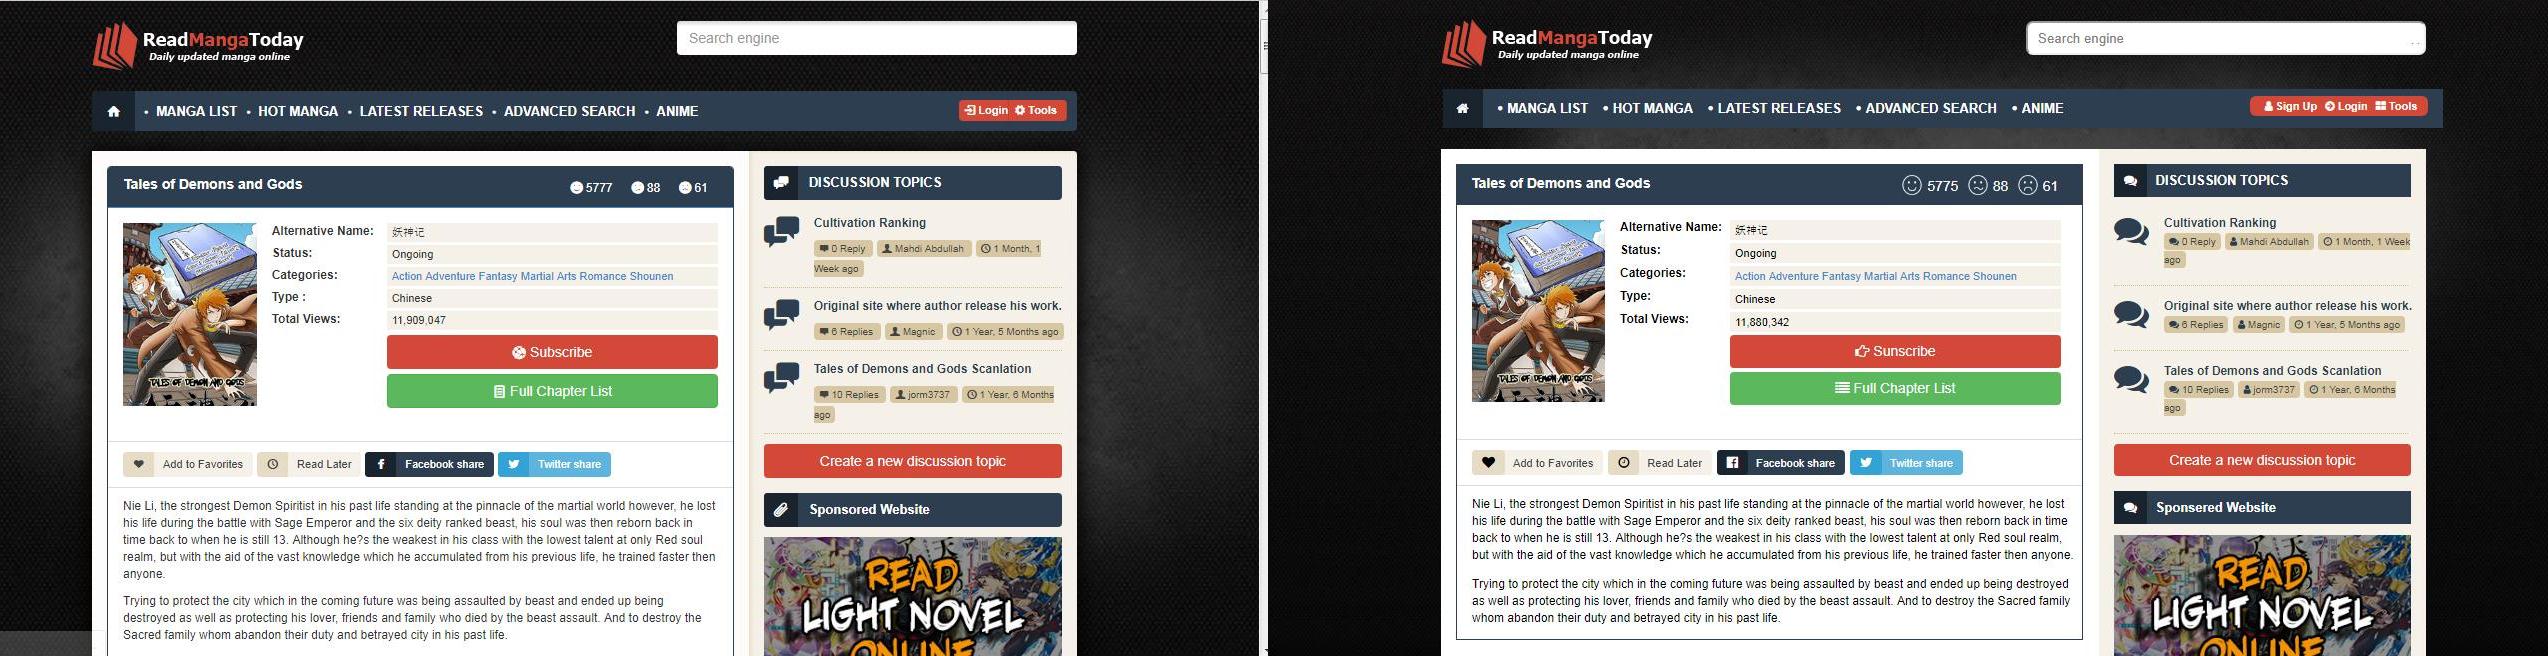 ReadMangaToday
Daily updated manga online
Search engine
• MANGA LIST • HOT MANGA • LATEST RELEASES • ADVANCED SEARCH • ANIME
Login Tools
Tales of Demons and Gods
5777 88 61
TALES OF DEMON AND GODS
Alternative Name: 妖神记
Status: Ongoing
Categories: Action Adventure Fantasy Martial Arts Romance Shounen
Type : Chinese
Total Views: 11,909,047
Subscribe
Full Chapter List
Add to Favorites Read Later Facebook share Twitter share
Nie Li, the strongest Demon Spiritist in his past life standing at the pinnacle of the martial world however, he lost
his life during the battle with Sage Emperor and the six deity ranked beast, his soul was then reborn back in
time back to when he is still 13. Although he?s the weakest in his class with the lowest talent at only Red soul
realm, but with the aid of the vast knowledge which he accumulated from his previous life, he trained faster then
anyone.
Trying to protect the city which in the coming future was being assaulted by beast and ended up being
destroyed as well as protecting his lover, friends and family who died by the beast assault. And to destroy the
Sacred family whom abandon their duty and betrayed city in his past life.
DISCUSSION TOPICS
Cultivation Ranking
0 Reply Mahdi Abdullah 1 Month, 1
Week ago
Original site where author release his work.
6 Replies Magnic 1 Year, 5 Months ago
Tales of Demons and Gods Scanlation
10 Replies jorm3737 1 Year, 6 Months
ago
Create a new discussion topic
Sponsored Website
READ
LIGHT NOVEL
ONLINE
ReadMangaToday
Daily updated manga online
Search engine
• MANGA LIST • HOT MANGA • LATEST RELEASES • ADVANCED SEARCH • ANIME
Sign Up Login Tools
Tales of Demons and Gods
5775 88 61
TALES OF DEMON AND GODS
Alternative Name: 妖神记
Status: Ongoing
Categories: Action Adventure Fantasy Martial Arts Romance Shounen
Type: Chinese
Total Views: 11,880,342
Sunscribe
Full Chapter List
Add to Favorites Read Later Facebook share Twitter share
Nie Li, the strongest Demon Spiritist in his past life standing at the pinnacle of the martial world however, he lost
his life during the battle with Sage Emperor and the six deity ranked beast, his soul was then reborn back in time
back to when he is still 13. Although he?s the weakest in his class with the lowest talent at only Red soul realm,
but with the aid of the vast knowledge which he accumulated from his previous life, he trained faster then anyone.
Trying to protect the city which in the coming future was being assaulted by beast and ended up being destroyed
as well as protecting his lover, friends and family who died by the beast assault. And to destroy the Sacred family
whom abandon their duty and betrayed city in his past life.
DISCUSSION TOPICS
Cultivation Ranking
0 Reply Mahdi Abdullah 1 Month, 1 Week
ago
Original site where author release his work.
6 Replies Magnic 1 Year, 5 Months ago
Tales of Demons and Gods Scanlation
10 Replies jorm3737 1 Year, 6 Months
ago
Create a new discussion topic
Sponsered Website
READ
LIGHT NOVEL
ONLINE